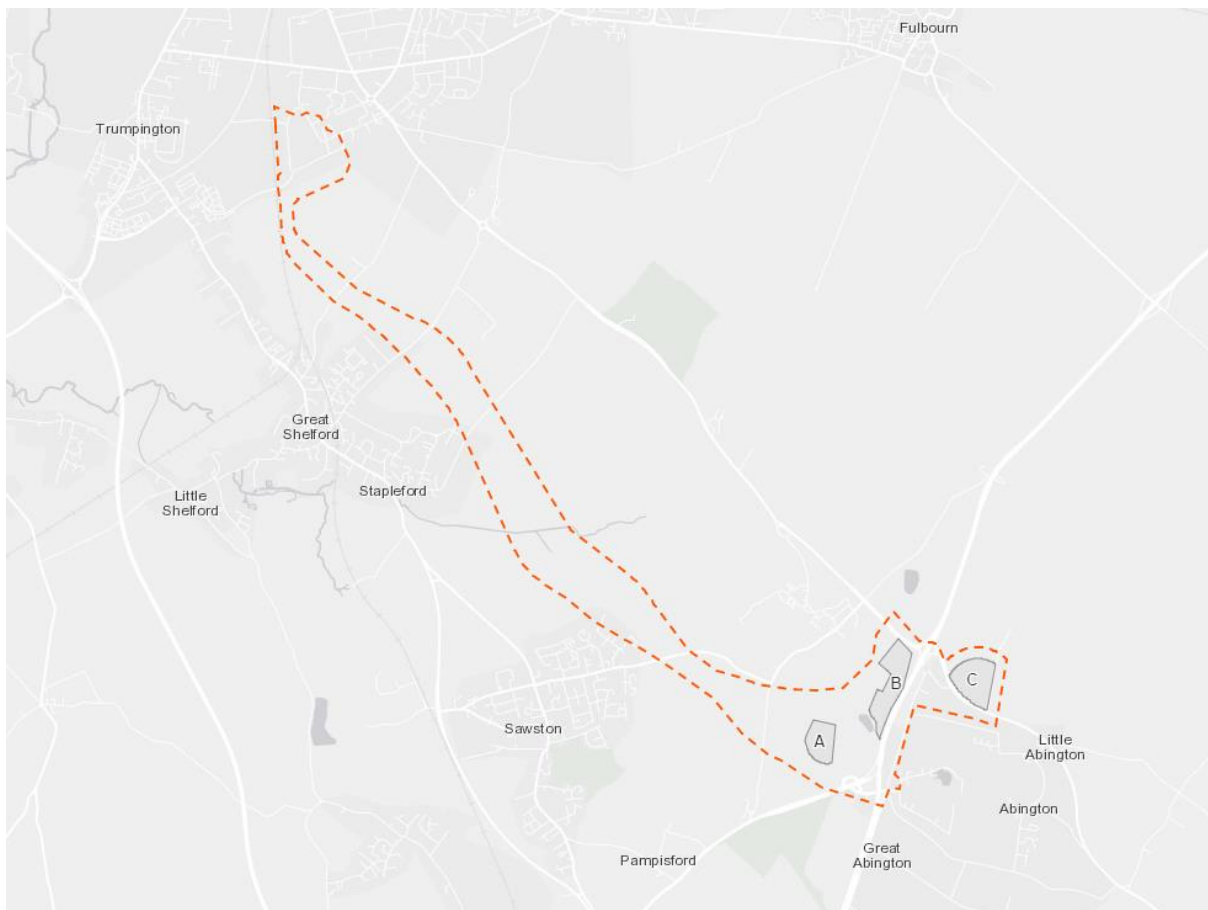 Fulbourn
Trumpington
Great
Shelford
Stapleford
Little
Shelford
B
C
A
Sawston
Little
Abington
Abington
Great
Abington
Pampisford